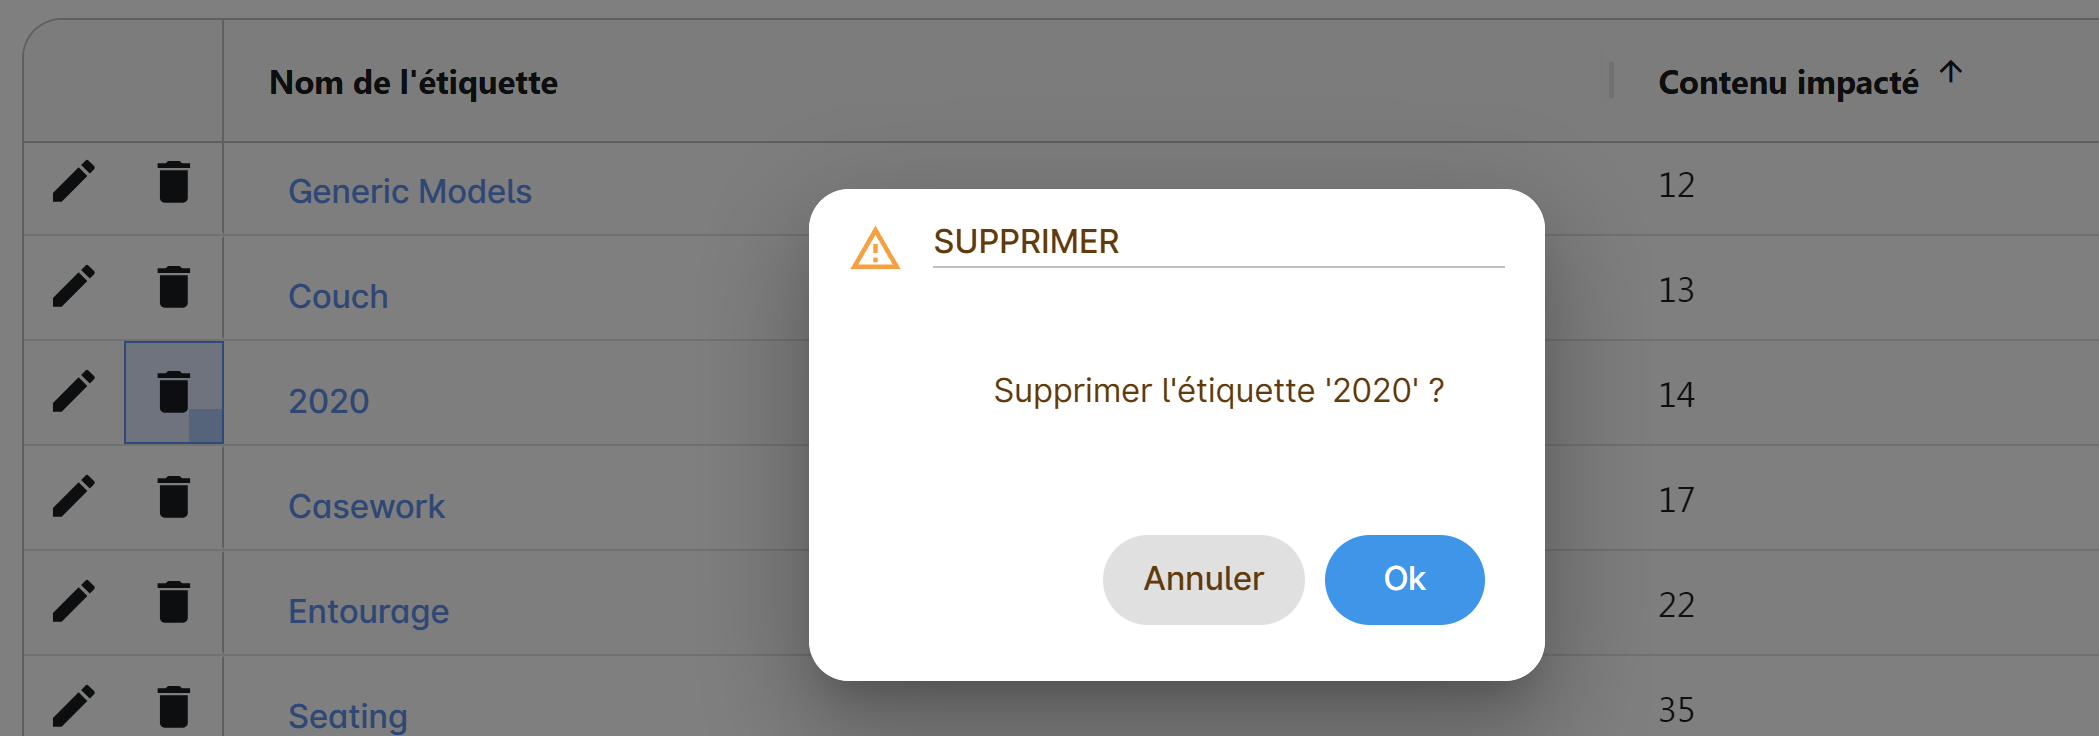 Nom de l'étiquette Contenu impacté
Generic Models 12
Couch 13
2020 14
Casework 17
Entourage 22
Seating 35
SUPPRIMER
Supprimer l'étiquette '2020' ?
Annuler Ok